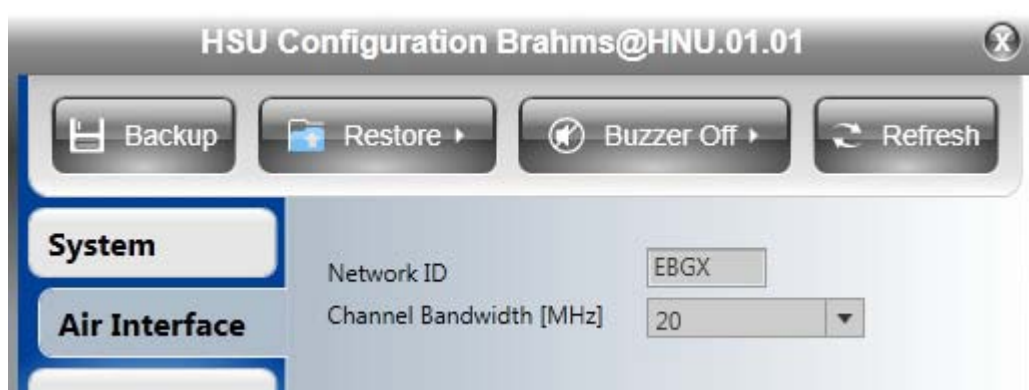 HSU Configuration Brahms@HNU.01.01
Backup Restore Buzzer Off Refresh
System
Network ID EBGX
Channel Bandwidth [MHz] 20
Air Interface